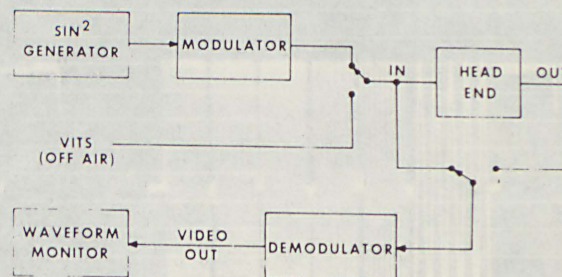 SIN²
GENERATOR
MODULATOR
IN
HEAD
END
OUT
VITS
(OFF AIR)
WAVEFORM
MONITOR
VIDEO
OUT
DEMODULATOR